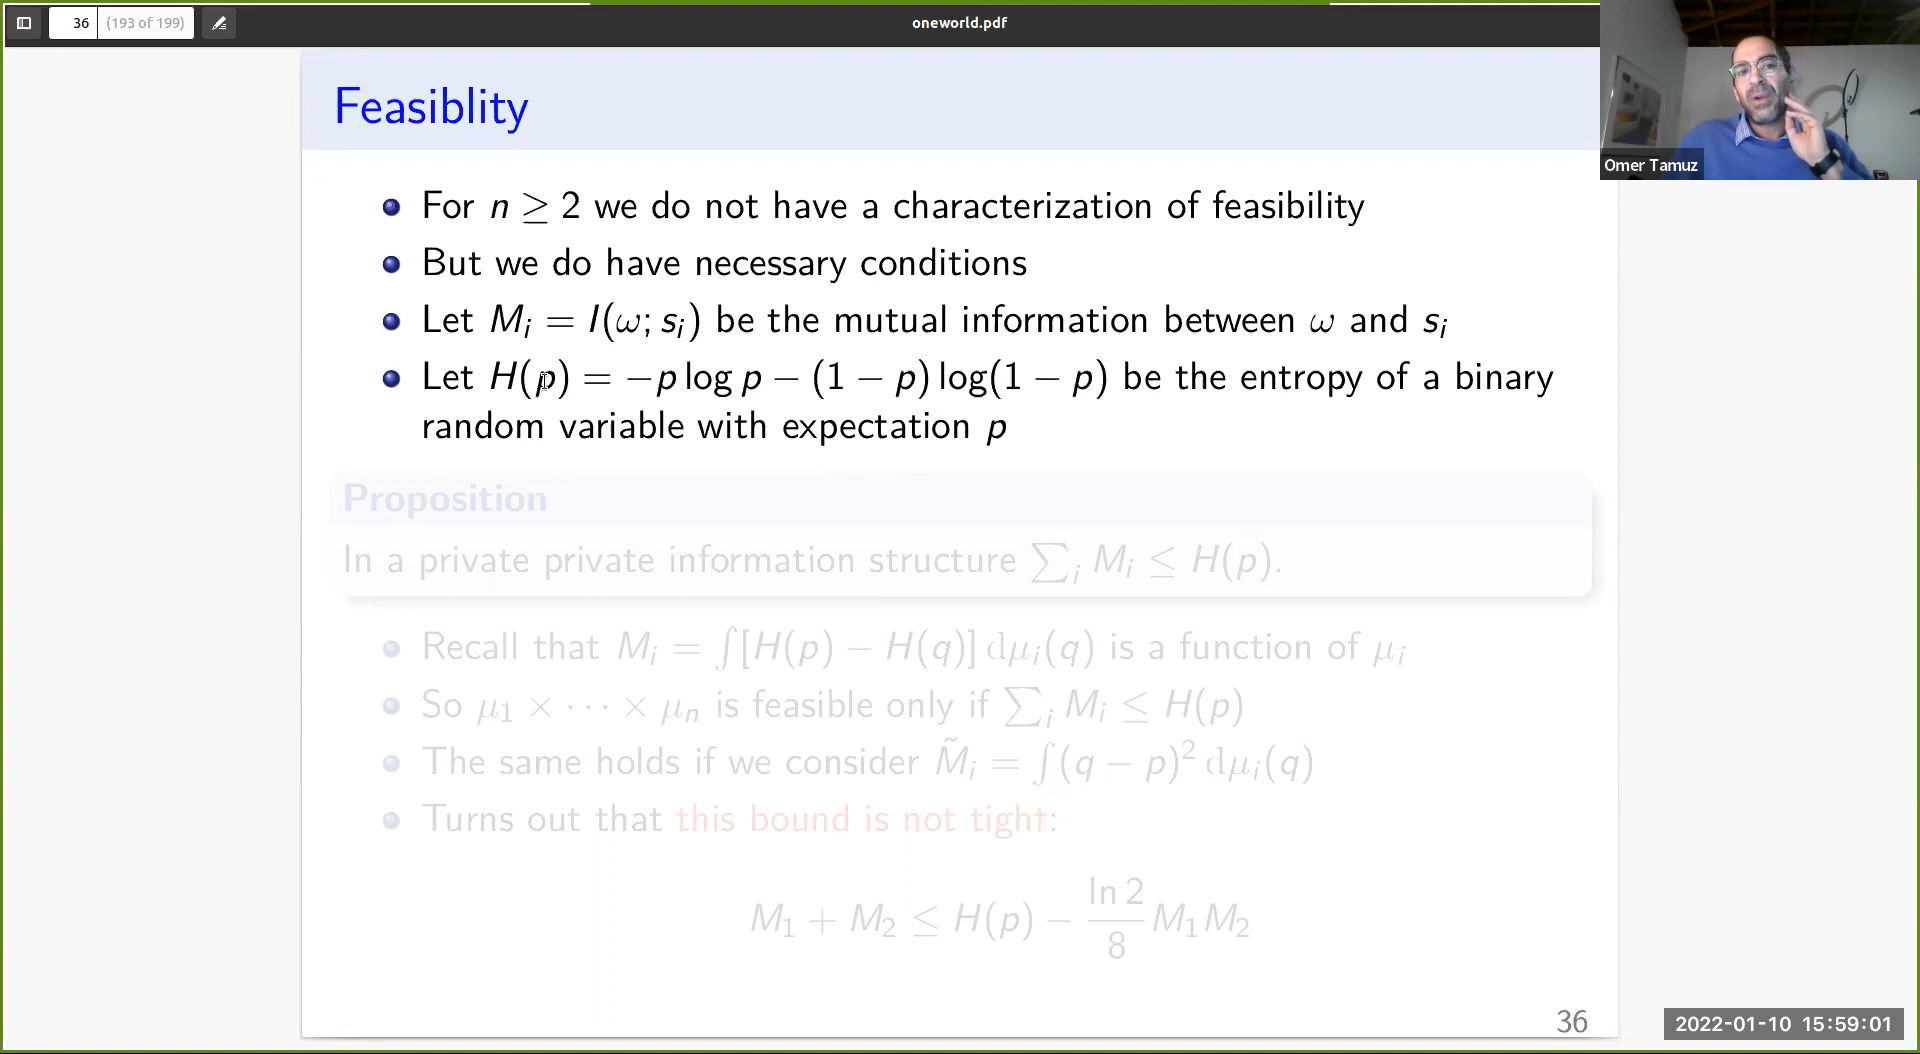 36 (193 of 199)
oneworld.pdf
Omer Tamuz
Feasiblity
For n ≥ 2 we do not have a characterization of feasibility
But we do have necessary conditions
Let Mᵢ = I(ω; sᵢ) be the mutual information between ω and sᵢ
Let H(p) = −p log p − (1 − p) log(1 − p) be the entropy of a binary
random variable with expectation p
Proposition
In a private private information structure ∑ᵢ Mᵢ ≤ H(p).
Recall that Mᵢ = ∫[H(p) − H(q)] dμᵢ(q) is a function of μᵢ
So μ₁ × ··· × μₙ is feasible only if ∑ᵢ Mᵢ ≤ H(p)
The same holds if we consider M̃ᵢ = ∫(q − p)² dμᵢ(q)
Turns out that this bound is not tight:
M₁ + M₂ ≤ H(p) − (ln 2)/8 M₁M₂
36
2022-01-10 15:59:01